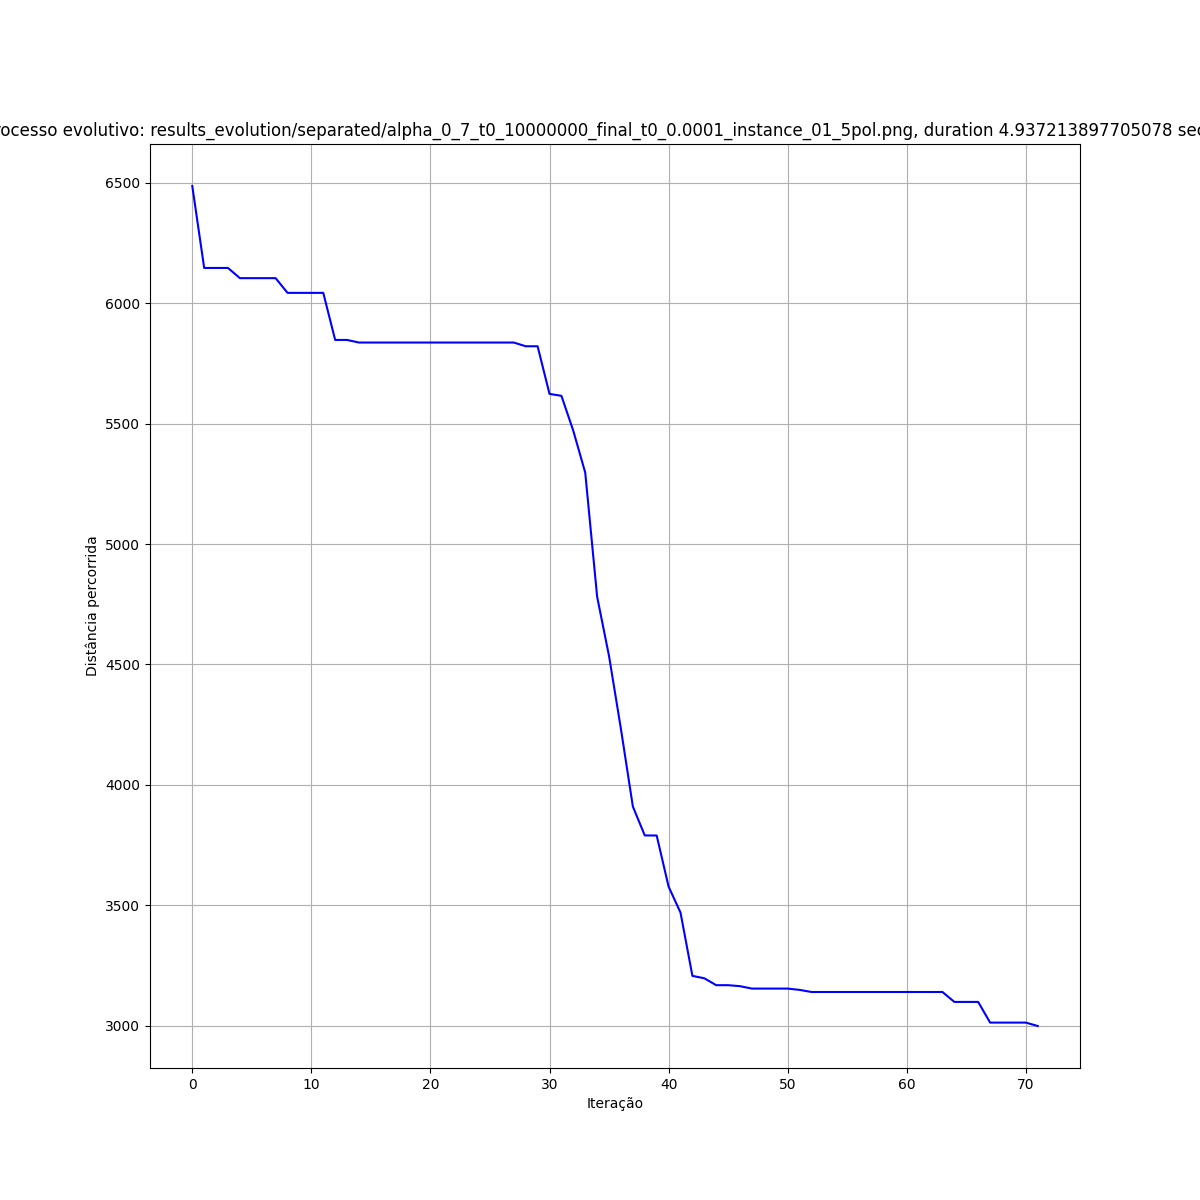 ocesso evolutivo: results_evolution/separated/alpha_0_7_t0_10000000_final_t0_0.0001_instance_01_5pol.png, duration 4.937213897705078 sec
6500
6000
5500
5000
4500
4000
3500
3000
Distância percorrida
0 10 20 30 40 50 60 70
Iteração